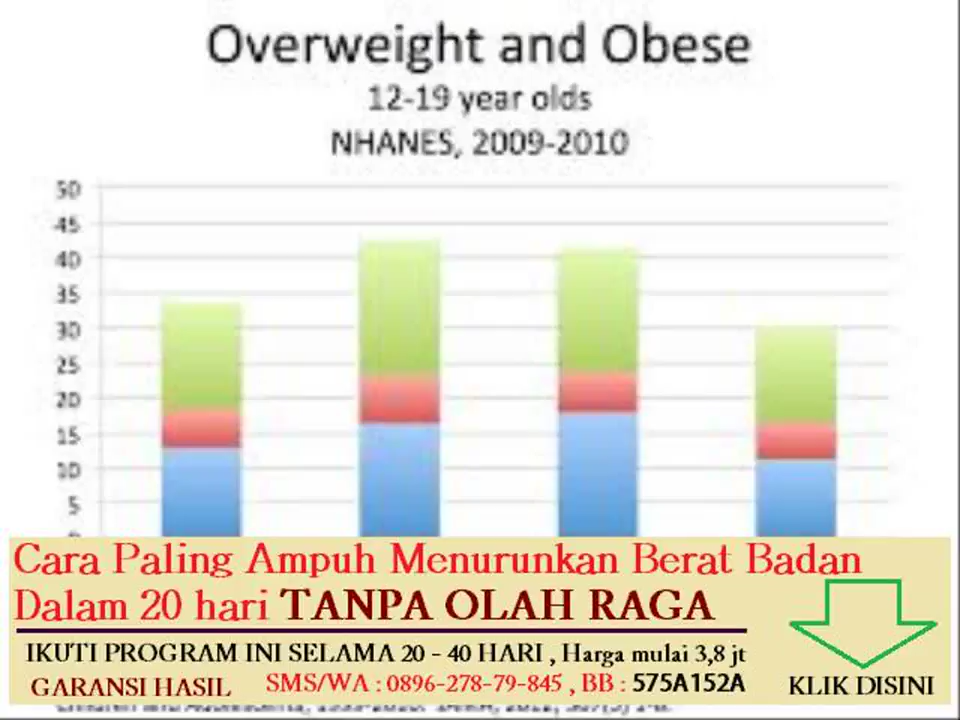 Overweight and Obese
12-19 year olds
NHANES, 2009-2010
50
45
40
35
30
25
20
15
10
5
Cara Paling Ampuh Menurunkan Berat Badan
Dalam 20 hari TANPA OLAH RAGA
IKUTI PROGRAM INI SELAMA 20 - 40 HARI , Harga mulai 3,8 jt
GARANSI HASIL SMS/WA : 0896-278-79-845 , BB : 575A152A
KLIK DISINI